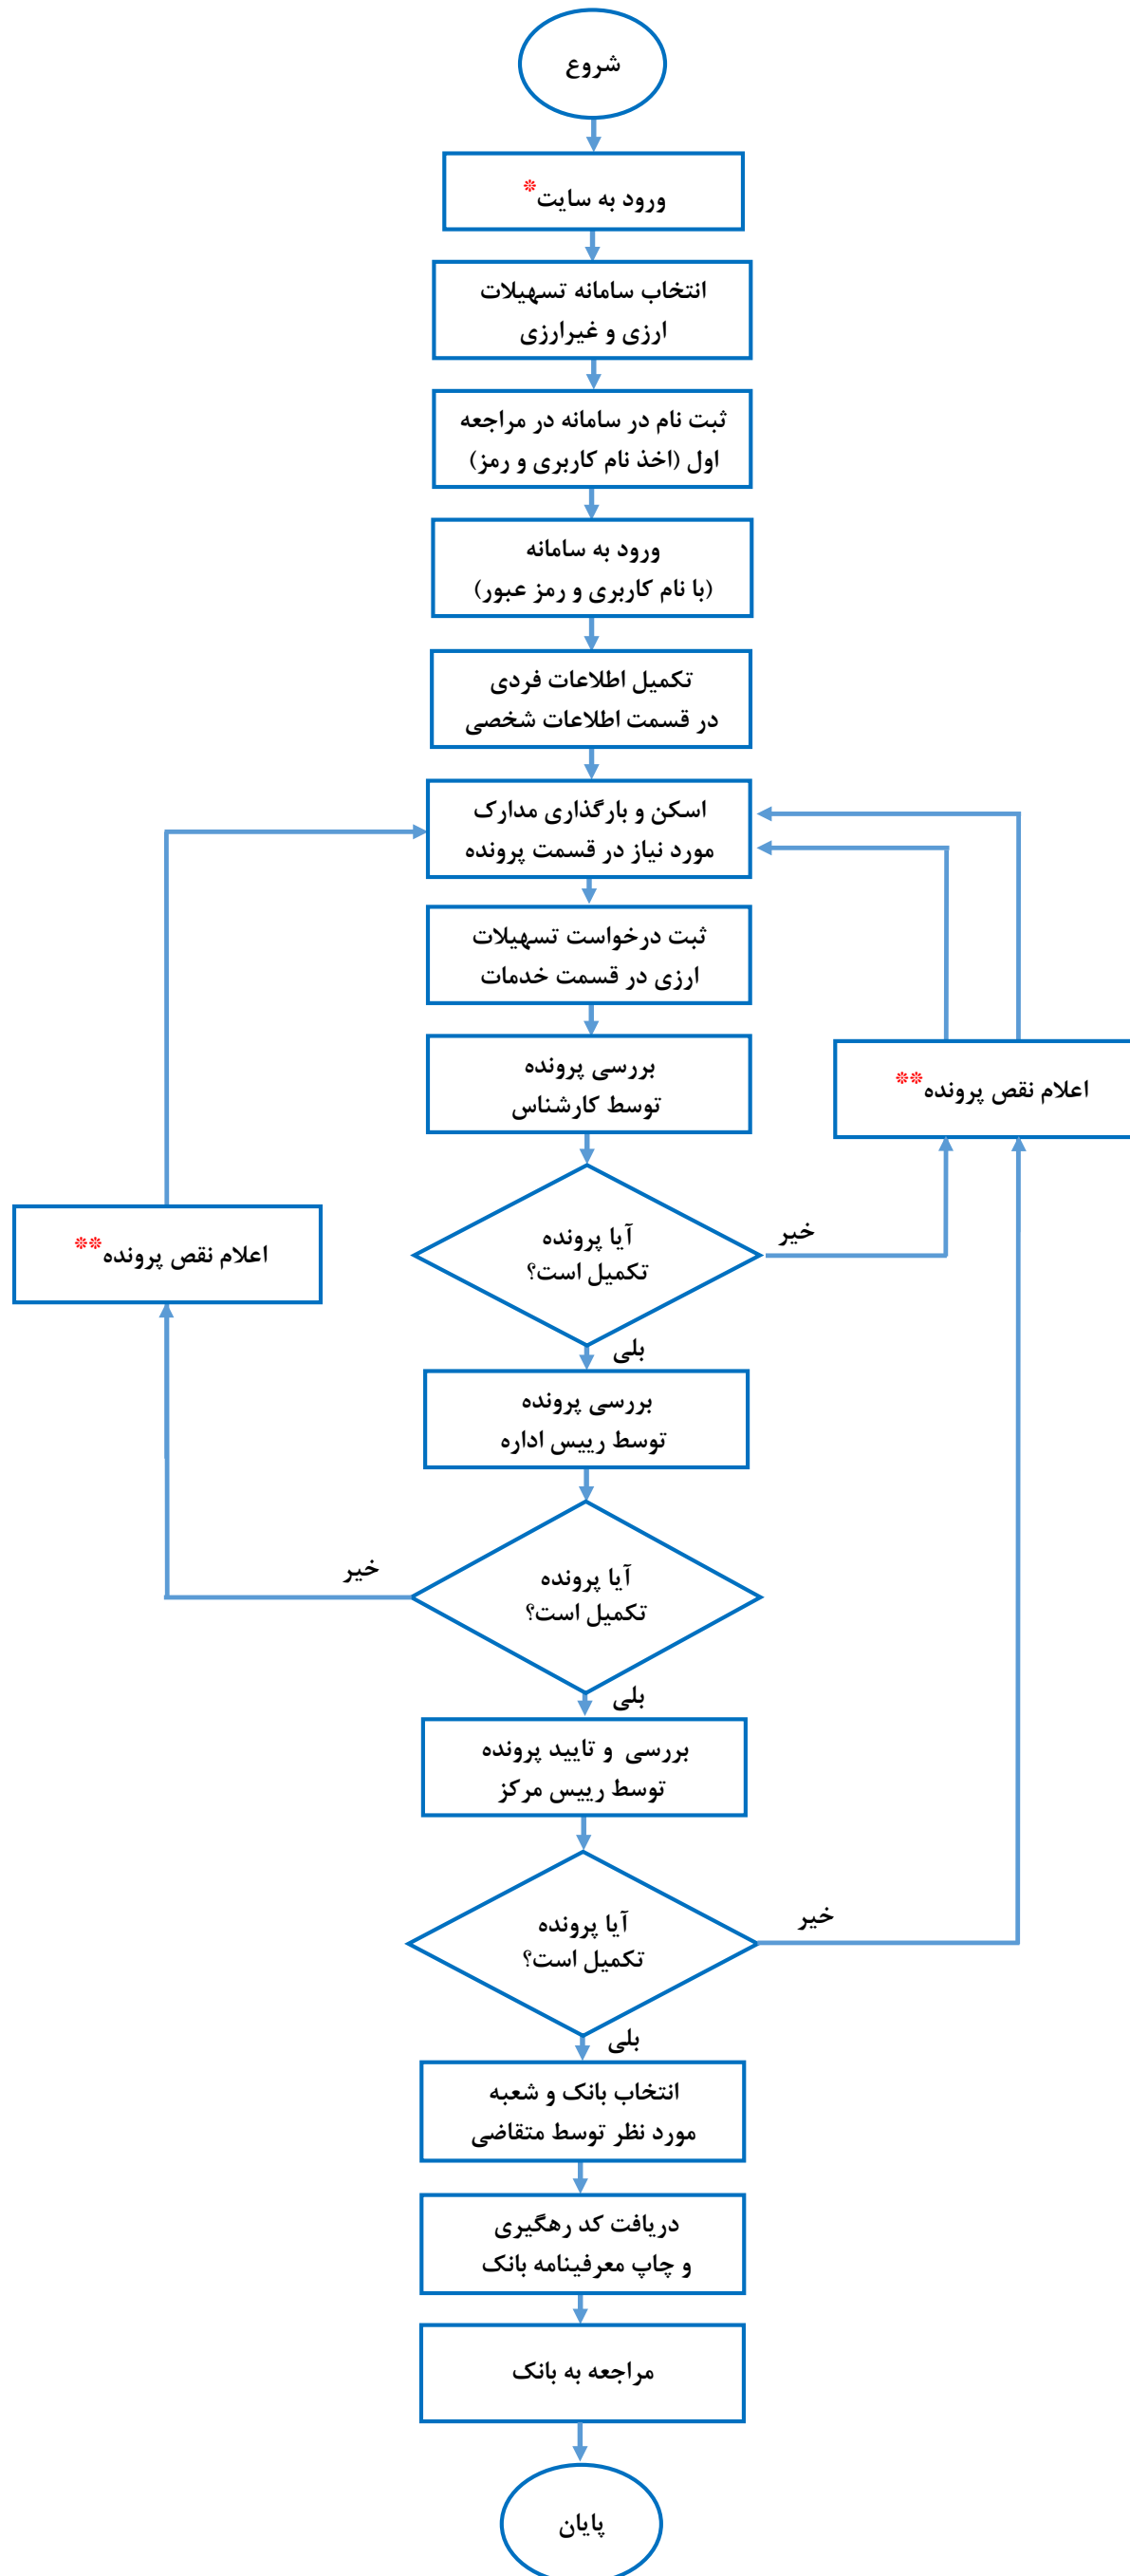 شروع
ورود به سایت*
انتخاب سامانه تسهیلات
ارزی و غیرارزی
ثبت نام در سامانه در مراجعه
اول (اخذ نام کاربری و رمز)
ورود به سامانه
(با نام کاربری و رمز عبور)
تکمیل اطلاعات فردی
در قسمت اطلاعات شخصی
اسکن و بارگذاری مدارک
مورد نیاز در قسمت پرونده
ثبت درخواست تسهیلات
ارزی در قسمت خدمات
بررسی پرونده
توسط کارشناس
اعلام نقص پرونده**
آیا پرونده
تکمیل است؟
خیر
اعلام نقص پرونده**
بلی
بررسی پرونده
توسط رییس اداره
آیا پرونده
تکمیل است؟
خیر
بلی
بررسی و تایید پرونده
توسط رییس مرکز
آیا پرونده
تکمیل است؟
خیر
بلی
انتخاب بانک و شعبه
مورد نظر توسط متقاضی
دریافت کد رهگیری
و چاپ معرفینامه بانک
مراجعه به بانک
پایان